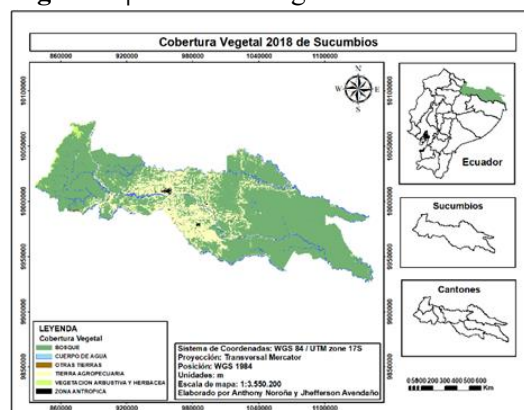 Cobertura Vegetal 2018 de Sucumbios
860000 920000 980000 1040000 1100000
N
W E
S
Ecuador
Sucumbios
Cantones
LEYENDA
Cobertura Vegetal
BOSQUE
CUERPO DE AGUA
OTRAS TIERRAS
TIERRA AGROPECUARIA
VEGETACION ARBUSTIVA Y HERBACEA
ZONA ANTROPICA
Sistema de Coordenadas: WGS 84 / UTM zone 17S
Proyección: Transversal Mercator
Posición: WGS 1984
Unidades: m
Escala de mapa: 1:3.550.200
Elaborado por Anthony Noroña y Jhefferson Avendaño
Km
860000 920000 980000 1040000 1100000